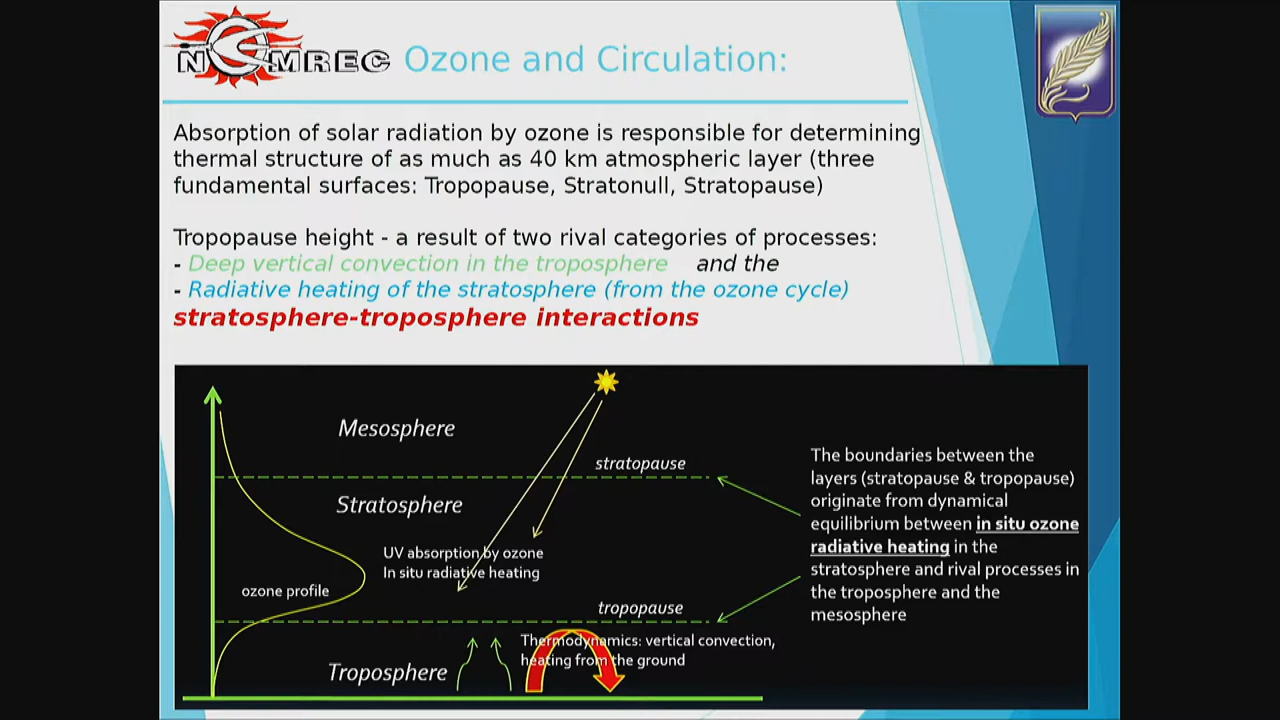 NOMREC
Ozone and Circulation:
Absorption of solar radiation by ozone is responsible for determining
thermal structure of as much as 40 km atmospheric layer (three
fundamental surfaces: Tropopause, Stratonull, Stratopause)
Tropopause height - a result of two rival categories of processes:
- Deep vertical convection in the troposphere and the
- Radiative heating of the stratosphere (from the ozone cycle)
stratosphere-troposphere interactions
Mesosphere
stratopause
Stratosphere
UV absorption by ozone
In situ radiative heating
ozone profile
tropopause
Thermodynamics: vertical convection,
heating from the ground
Troposphere
The boundaries between the
layers (stratopause & tropopause)
originate from dynamical
equilibrium between in situ ozone
radiative heating in the
stratosphere and rival processes in
the troposphere and the
mesosphere